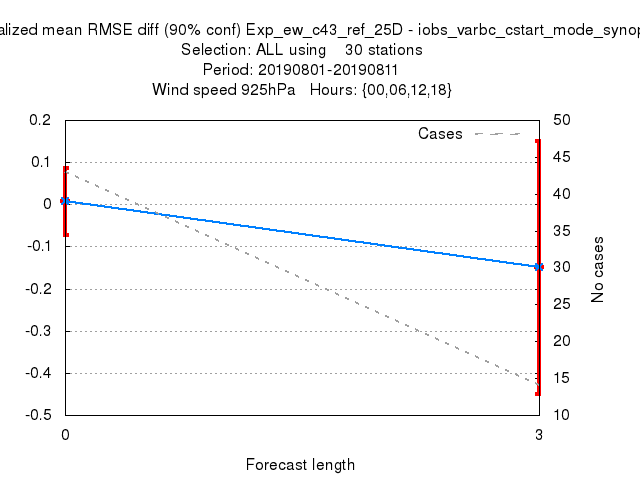 alized mean RMSE diff (90% conf) Exp_ew_c43_ref_25D - iobs_varbc_cstart_mode_synop
Selection: ALL using 30 stations
Period: 20190801-20190811
Wind speed 925hPa Hours: {00,06,12,18}
Cases
0.2
0.1
0
-0.1
-0.2
-0.3
-0.4
-0.5
50
45
40
35
30
25
20
15
10
No cases
0 3
Forecast length